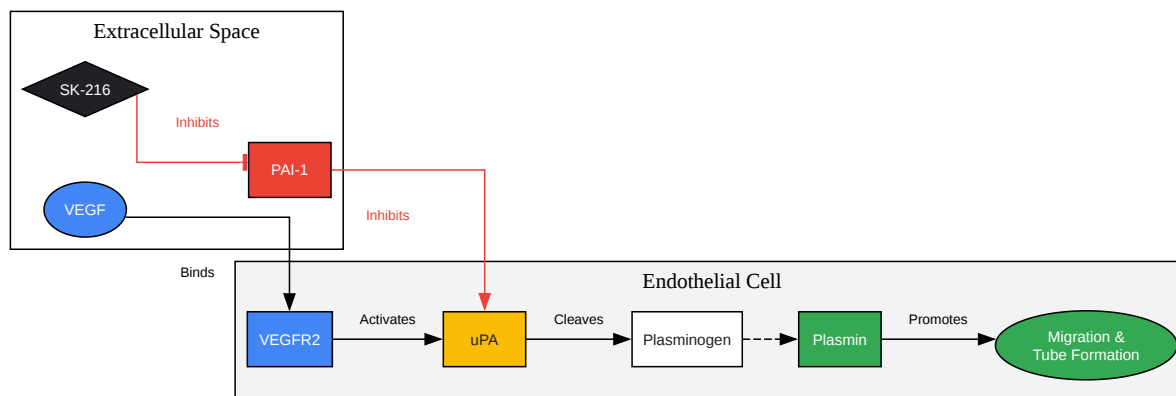 Extracellular Space
SK-216
Inhibits
PAI-1
VEGF
Inhibits
Binds
Endothelial Cell
VEGFR2
Activates
uPA
Cleaves
Plasminogen
Plasmin
Promotes
Migration &
Tube Formation